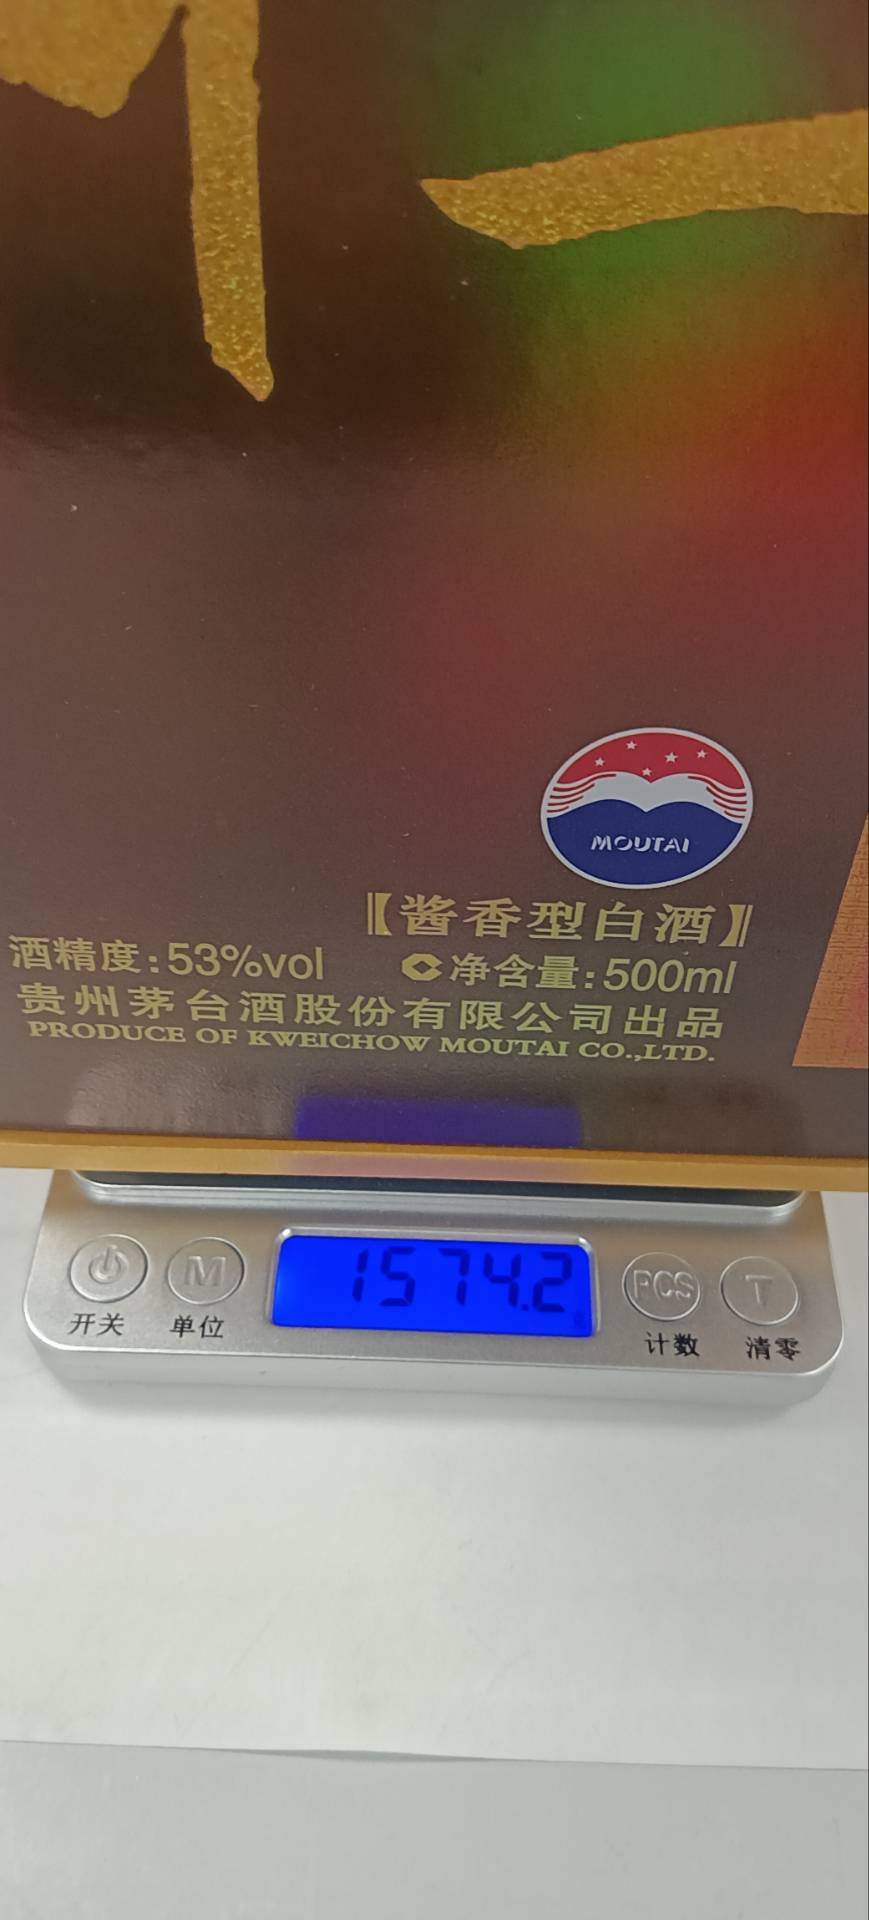 MOUTAI
【酱香型白酒】
酒精度:53%vol 净含量:500ml
贵州茅台酒股份有限公司出品
PRODUCE OF KWEICHOW MOUTAI CO.,LTD.
M 1574.2 PCS T
开关 单位 计数 清零